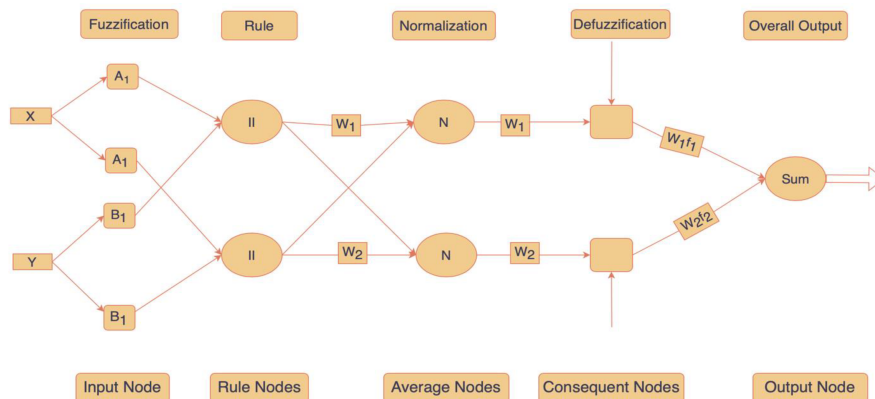 Fuzzification Rule Normalization Defuzzification Overall Output
A1
X II W1 N W1 W1f1
A1
Sum
B1
W2f2
Y II W2 N W2
B1
Input Node Rule Nodes Average Nodes Consequent Nodes Output Node